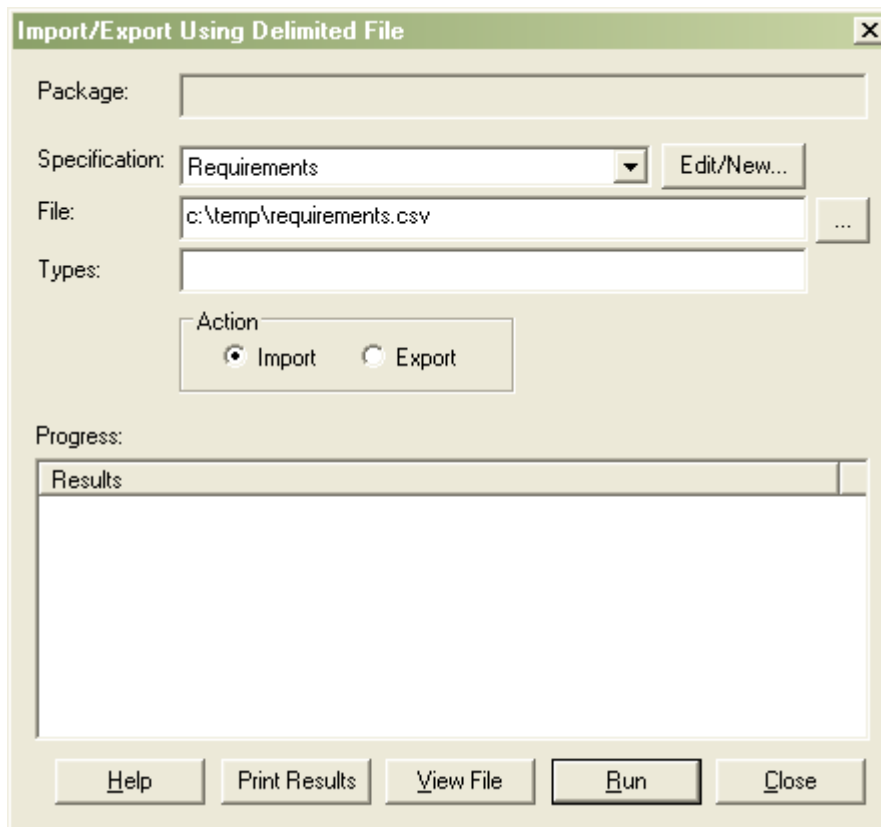 Import/Export Using Delimited File
Package:
Specification: Requirements Edit/New...
File: c:\temp\requirements.csv ...
Types:
Action
Import Export
Progress:
Results
Help Print Results View File Run Close